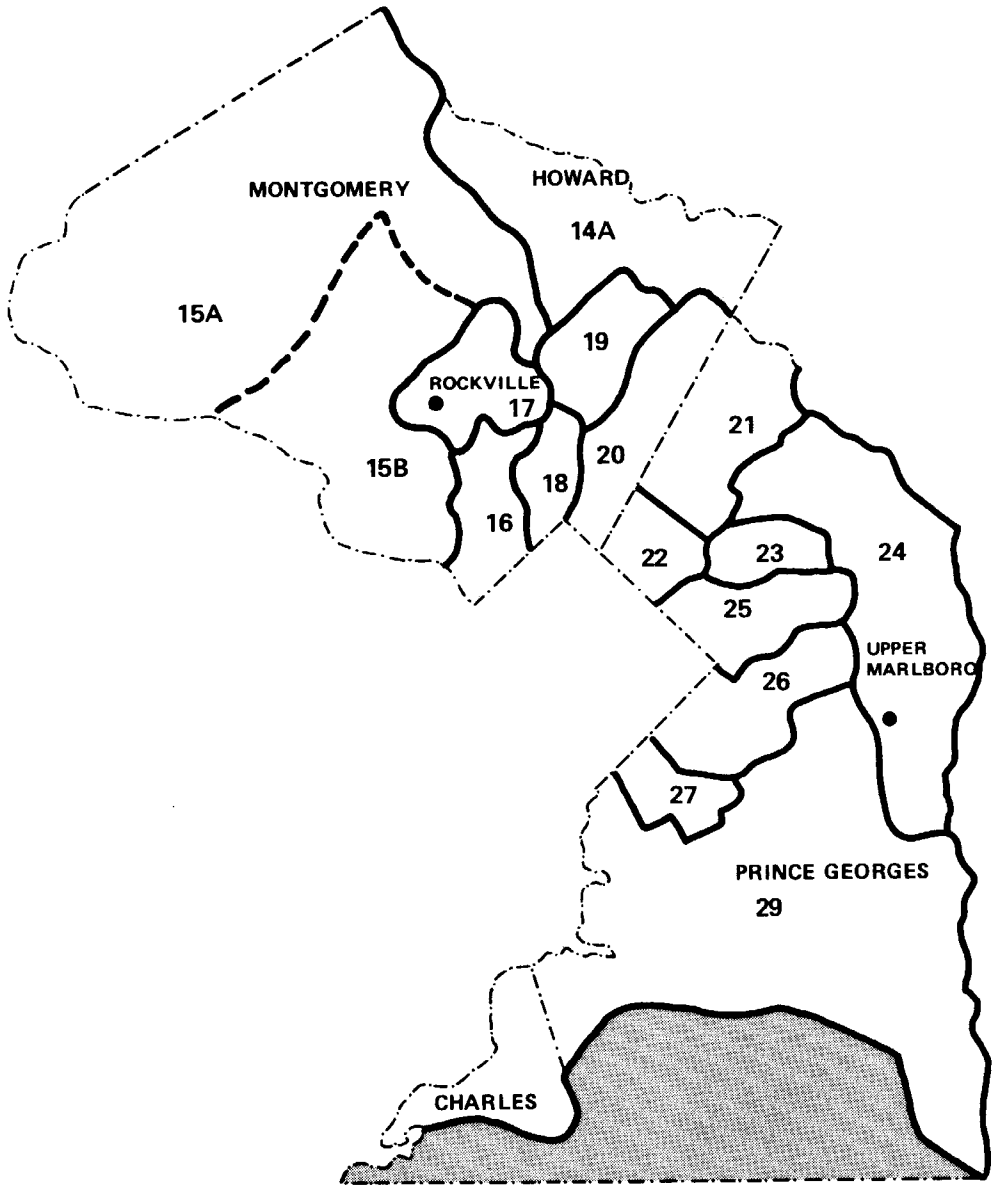 MONTGOMERY
HOWARD
14A
15A
19
ROCKVILLE
17
21
20
15B
18
16
22
23
24
25
UPPER
MARLBORO
26
27
PRINCE GEORGES
29
CHARLES